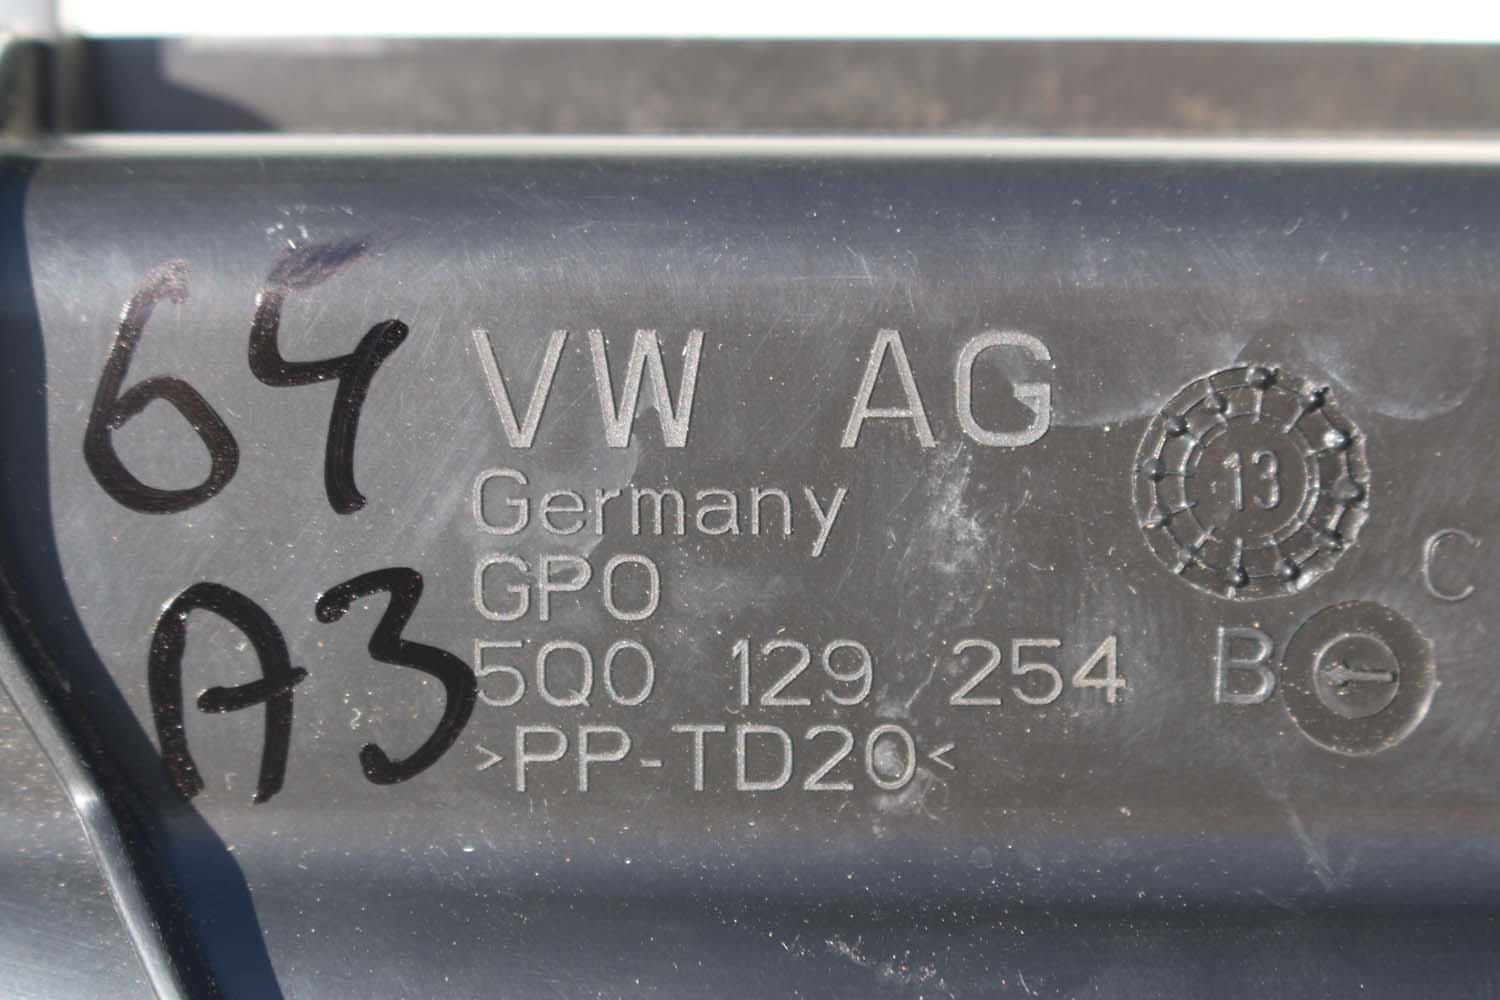 64
A3
VW AG
Germany
GPO
5Q0 129 254 B
>PP-TD20<
13
C